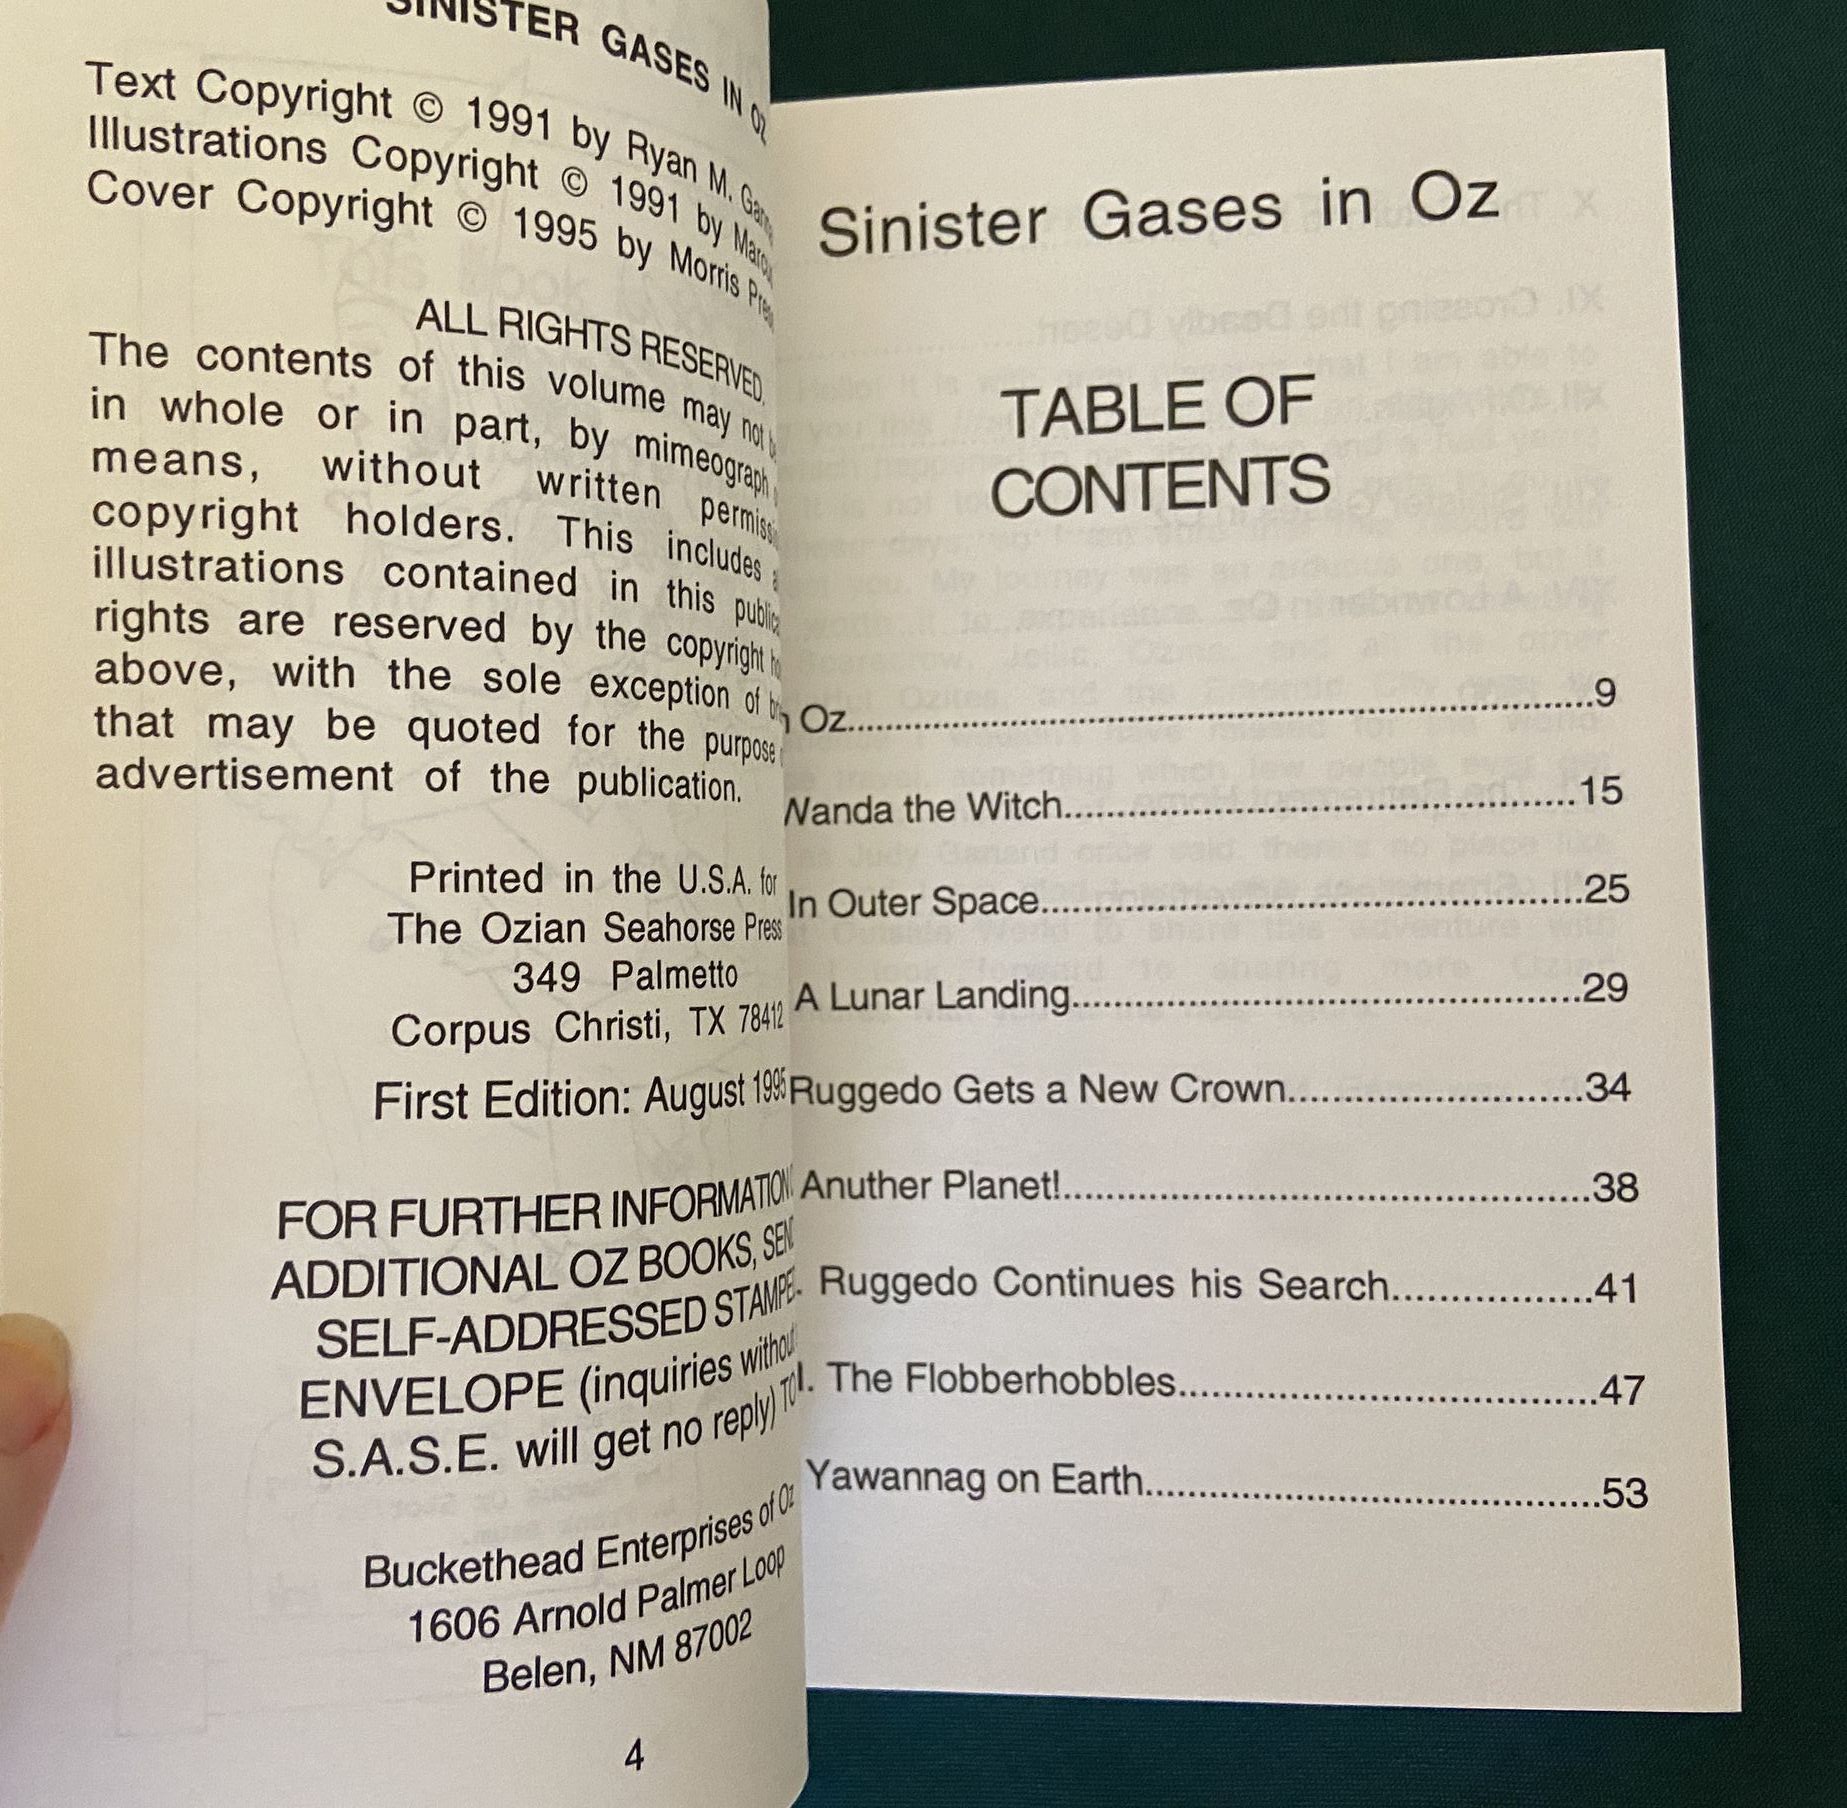 SINISTER GASES IN OZ
Text Copyright © 1991 by Ryan M.
Illustrations Copyright © 1991 by
Cover Copyright © 1995 by Morris
ALL RIGHTS RESERVED.
The contents of this volume may not
in whole or in part, by mimeograph
means, without written
copyright holders. This includes
illustrations contained in this
rights are reserved by the copyright
above, with the sole exception of
that may be quoted for the purpose
advertisement of the publication.
Printed in the U.S.A. for
The Ozian Seahorse Press
349 Palmetto
Corpus Christi, TX 78412
First Edition: August 1995
FOR FURTHER INFORMATION
ADDITIONAL OZ BOOKS,
SELF-ADDRESSED
ENVELOPE (inquiries without
S.A.S.E. will get no reply) TO
Buckethead Enterprises of Oz
1606 Arnold Palmer Loop
Belen, NM 87002
4
Sinister Gases in Oz
TABLE OF
CONTENTS
Oz....................9
Wanda the Witch....................15
In Outer Space....................25
A Lunar Landing....................29
Ruggedo Gets a New Crown....................34
Anuther Planet!....................38
Ruggedo Continues his Search....................41
The Flobberhobbles....................47
Yawannag on Earth....................53